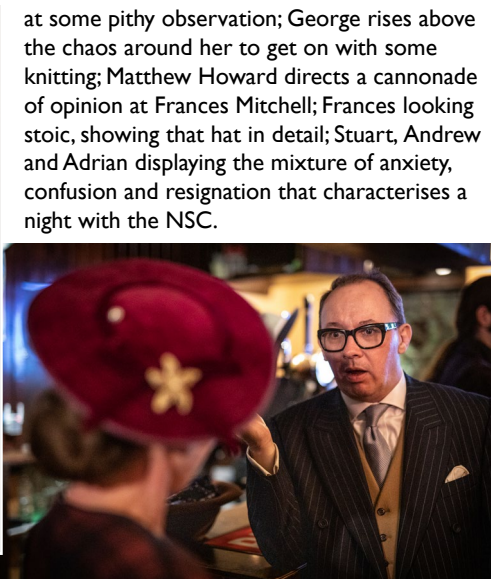 at some pithy observation; George rises above
the chaos around her to get on with some
knitting; Matthew Howard directs a cannonade
of opinion at Frances Mitchell; Frances looking
stoic, showing that hat in detail; Stuart, Andrew
and Adrian displaying the mixture of anxiety,
confusion and resignation that characterises a
night with the NSC.